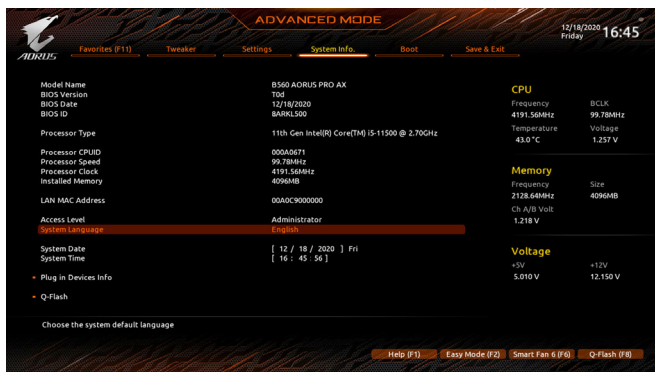 ADVANCED MODE
12/18/2020 Friday 16:45
AORUS
Favorites (F11) Tweaker Settings System Info. Boot Save & Exit
Model Name B560 AORUS PRO AX
BIOS Version T0d
BIOS Date 12/18/2020
BIOS ID 8ARKL500
Processor Type 11th Gen Intel(R) Core(TM) i5-11500 @ 2.70GHz
Processor CPUID 000A0671
Processor Speed 99.78MHz
Processor Clock 4191.56MHz
Installed Memory 4096MB
LAN MAC Address 00A0C9000000
Access Level Administrator
System Language English
System Date [ 12 / 18 / 2020 ] Fri
System Time [ 16 : 45 : 56 ]
Plug in Devices Info
Q-Flash
Choose the system default language
CPU
Frequency BCLK
4191.56MHz 99.78MHz
Temperature Voltage
43.0 °C 1.257 V
Memory
Frequency Size
2128.64MHz 4096MB
Ch A/B Volt
1.218 V
Voltage
+5V +12V
5.010 V 12.150 V
Help (F1) Easy Mode (F2) Smart Fan 6 (F6) Q-Flash (F8)